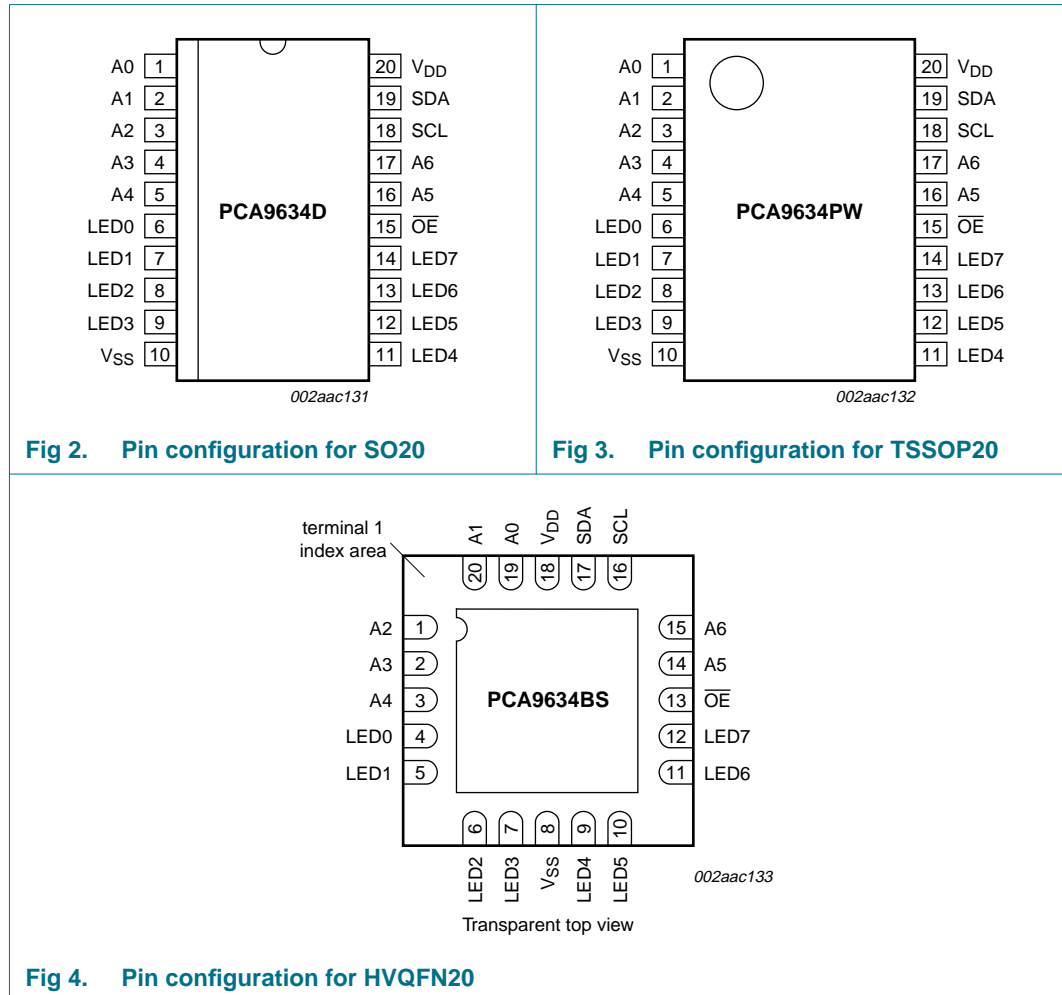 A0 1
A1 2
A2 3
A3 4
A4 5
LED0 6
LED1 7
LED2 8
LED3 9
VSS 10
PCA9634D
20 VDD
19 SDA
18 SCL
17 A6
16 A5
15 OE
14 LED7
13 LED6
12 LED5
11 LED4
002aac131
Fig 2. Pin configuration for SO20
A0 1
A1 2
A2 3
A3 4
A4 5
LED0 6
LED1 7
LED2 8
LED3 9
VSS 10
PCA9634PW
20 VDD
19 SDA
18 SCL
17 A6
16 A5
15 OE
14 LED7
13 LED6
12 LED5
11 LED4
002aac132
Fig 3. Pin configuration for TSSOP20
terminal 1
index area
A1 A0 VDD SDA SCL
20 19 18 17 16
A2 1
A3 2
A4 3
LED0 4
LED1 5
PCA9634BS
15 A6
14 A5
13 OE
12 LED7
11 LED6
6 7 8 9 10
LED2 LED3 VSS LED4 LED5
002aac133
Transparent top view
Fig 4. Pin configuration for HVQFN20